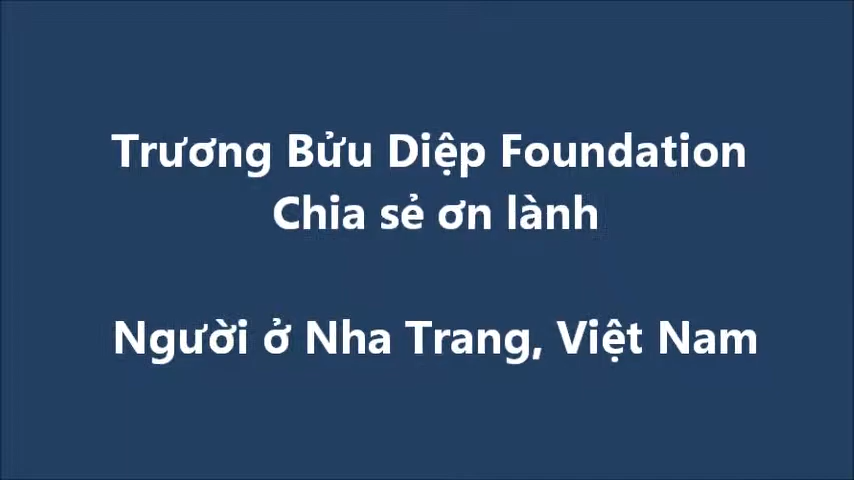 Trương Bửu Diệp Foundation
Chia sẻ ơn lành
Người ở Nha Trang, Việt Nam